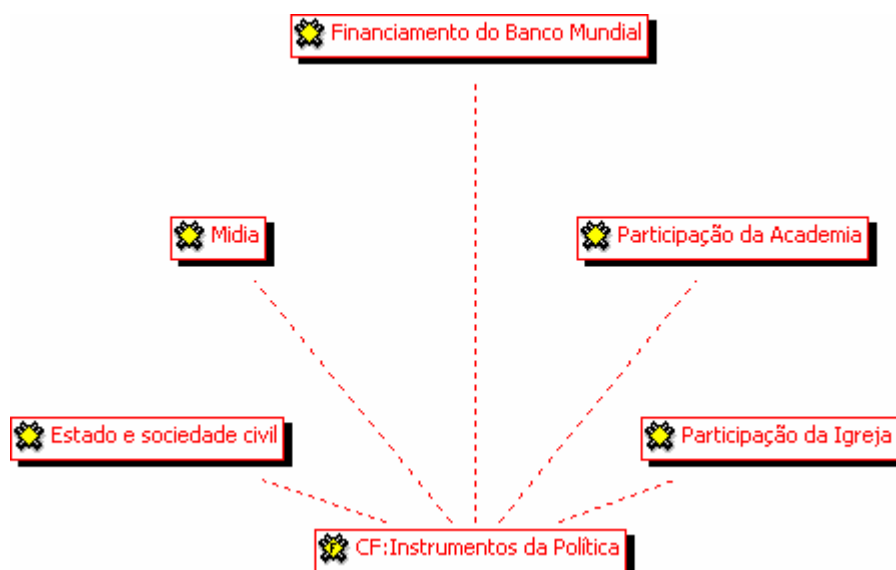 Financiamento do Banco Mundial
Midia
Participação da Academia
Estado e sociedade civil
Participação da Igreja
F CF:Instrumentos da Política